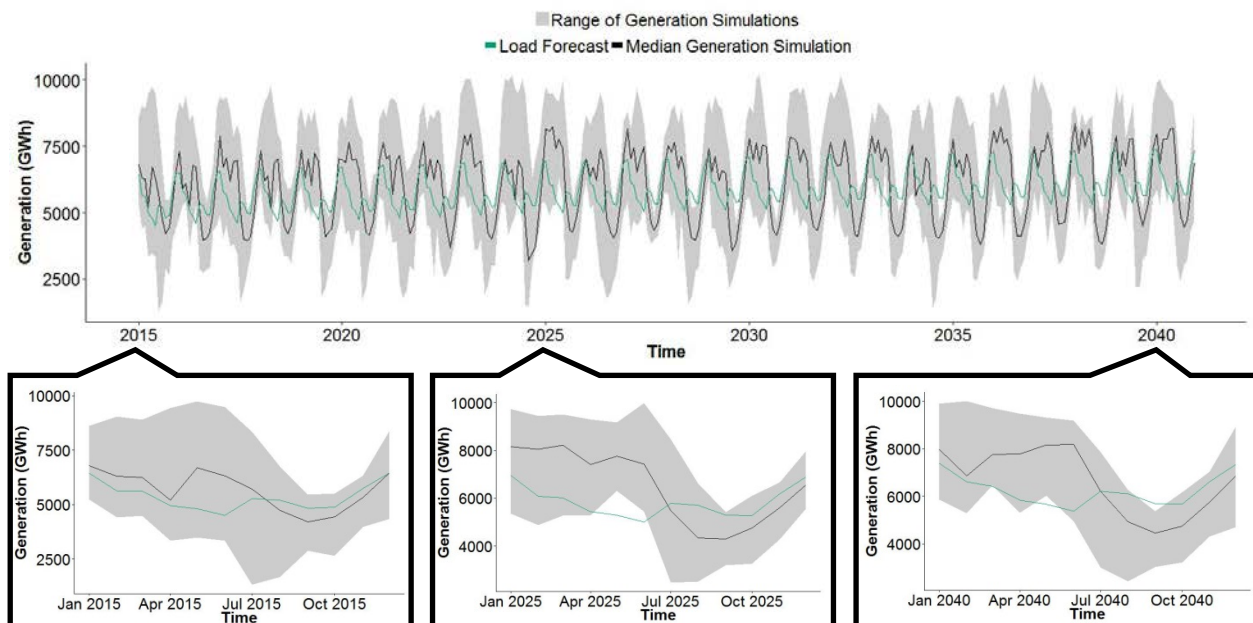 Range of Generation Simulations
Load Forecast Median Generation Simulation
Generation (GWh)
10000
7500
5000
2500
2015 2020 2025 2030 2035 2040
Time
Generation (GWh)
10000
7500
5000
2500
Jan 2015 Apr 2015 Jul 2015 Oct 2015
Time
Generation (GWh)
10000
8000
6000
4000
Jan 2025 Apr 2025 Jul 2025 Oct 2025
Time
Generation (GWh)
10000
8000
6000
4000
Jan 2040 Apr 2040 Jul 2040 Oct 2040
Time